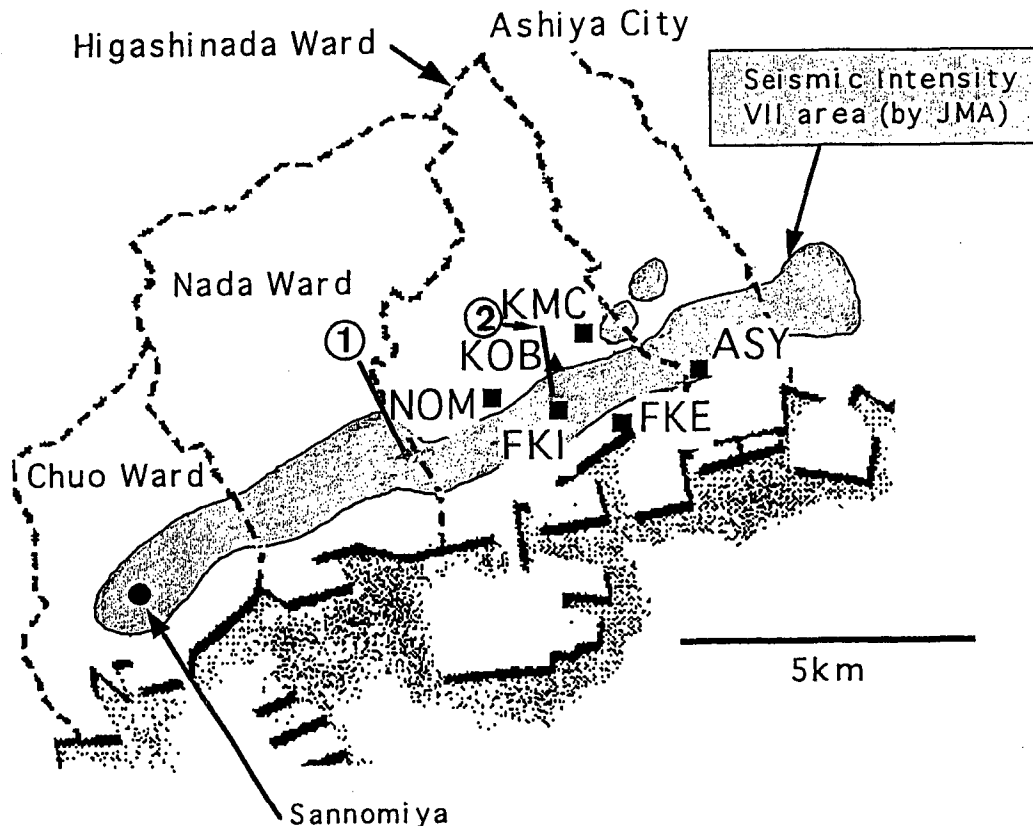 Ashiya City
Higashinada Ward
Seismic Intensity
VII area (by JMA)
Nada Ward
② KMC
① KOB ASY
NOM
FKI FKE
Chuo Ward
5km
Sannomiya